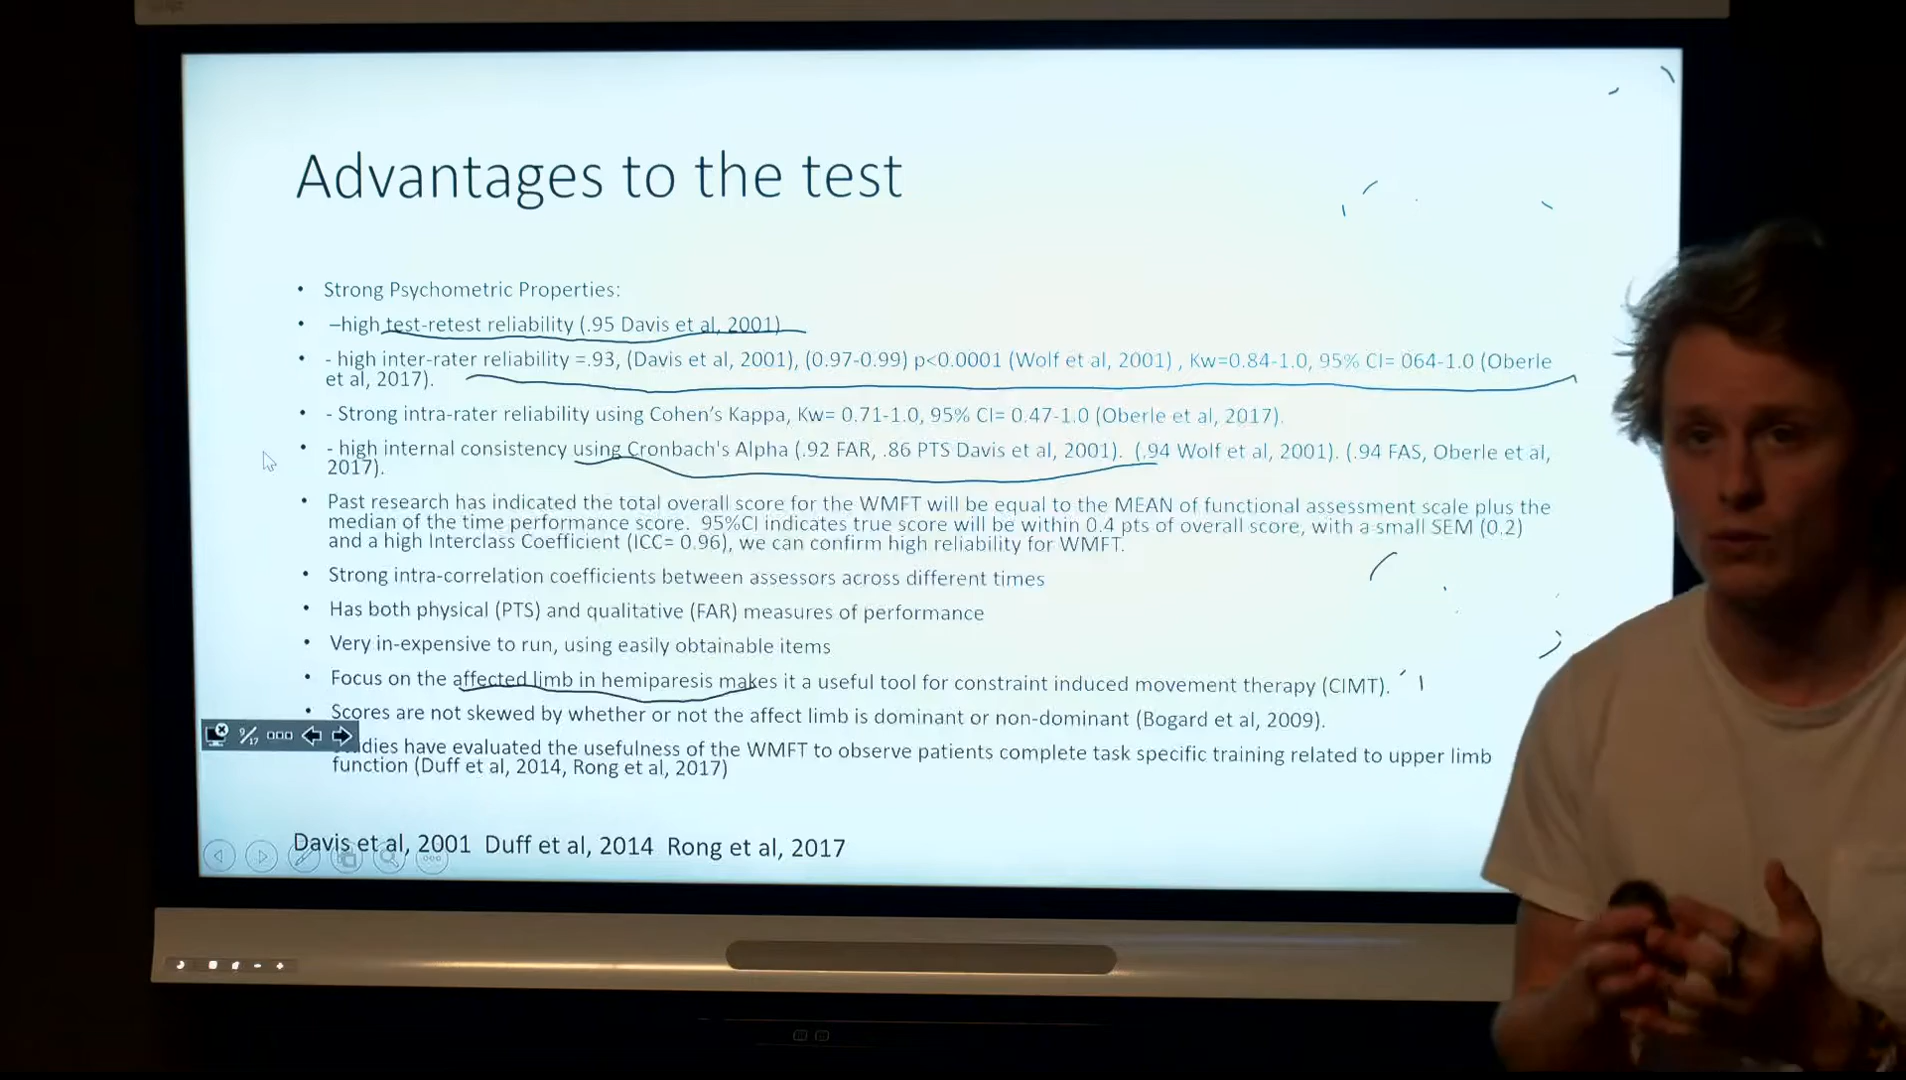 Advantages to the test
• Strong Psychometric Properties:
• –high test-retest reliability (.95 Davis et al, 2001)
• - high inter-rater reliability =.93, (Davis et al, 2001), (0.97-0.99) p<0.0001 (Wolf et al, 2001) , Kw=0.84-1.0, 95% CI= 064-1.0 (Oberle
et al, 2017).
• - Strong intra-rater reliability using Cohen's Kappa, Kw= 0.71-1.0, 95% CI= 0.47-1.0 (Oberle et al, 2017).
• - high internal consistency using Cronbach's Alpha (.92 FAR, .86 PTS Davis et al, 2001). (.94 Wolf et al, 2001). (.94 FAS, Oberle et al,
2017).
• Past research has indicated the total overall score for the WMFT will be equal to the MEAN of functional assessment scale plus the
median of the time performance score. 95%CI indicates true score will be within 0.4 pts of overall score, with a small SEM (0.2)
and a high Interclass Coefficient (ICC= 0.96), we can confirm high reliability for WMFT.
• Strong intra-correlation coefficients between assessors across different times
• Has both physical (PTS) and qualitative (FAR) measures of performance
• Very in-expensive to run, using easily obtainable items
• Focus on the affected limb in hemiparesis makes it a useful tool for constraint induced movement therapy (CIMT).
• Scores are not skewed by whether or not the affect limb is dominant or non-dominant (Bogard et al, 2009).
9/17
have evaluated the usefulness of the WMFT to observe patients complete task specific training related to upper limb
function (Duff et al, 2014, Rong et al, 2017)
Davis et al, 2001 Duff et al, 2014 Rong et al, 2017